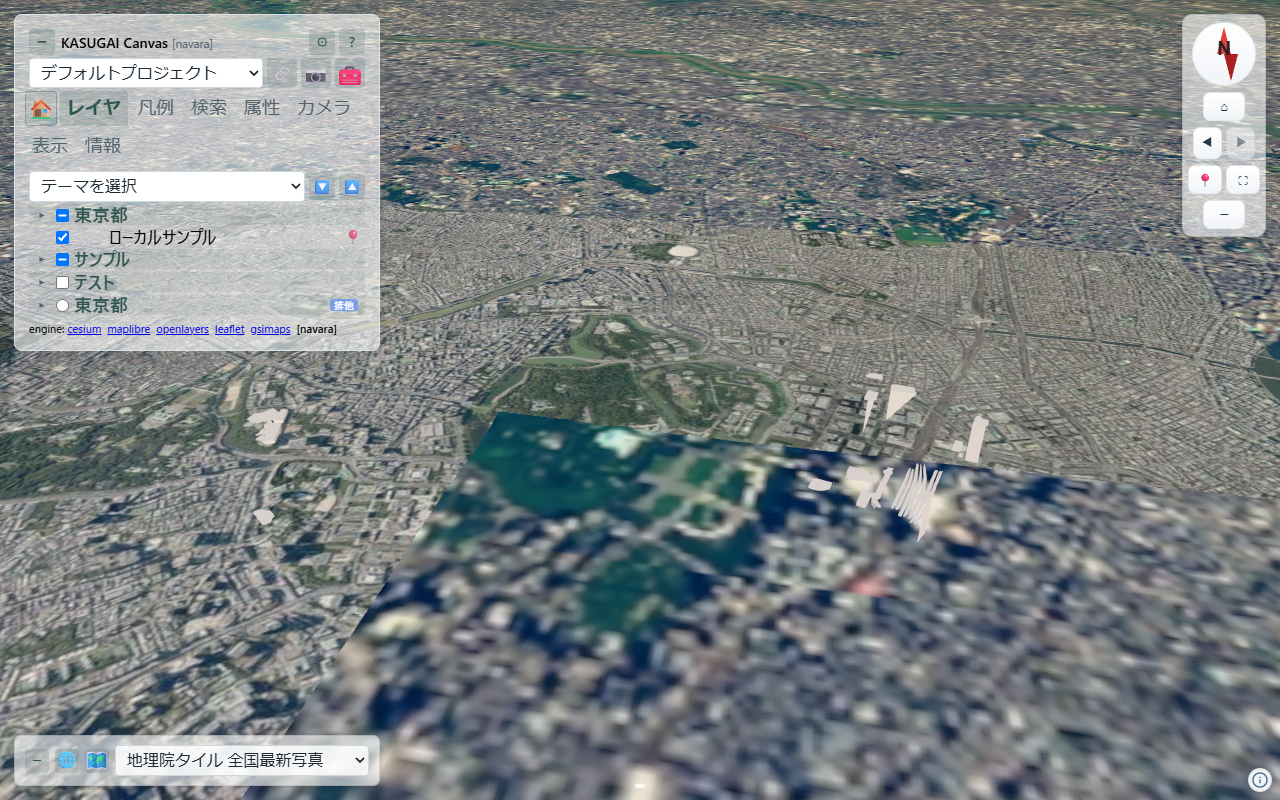 KASUGAI Canvas [navara]
?
デフォルトプロジェクト
レイヤ 凡例 検索 属性 カメラ
表示 情報
テーマを選択
東京都
ローカルサンプル
サンプル
テスト
東京都 排他
engine: cesium maplibre openlayers leaflet gsimaps [navara]
N
地理院タイル 全国最新写真